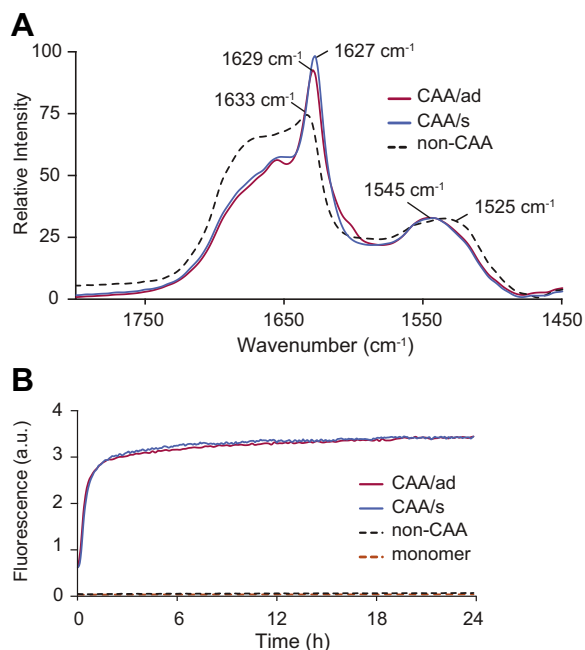 A
1629 cm⁻¹
1627 cm⁻¹
1633 cm⁻¹
1545 cm⁻¹
1525 cm⁻¹
CAA/ad
CAA/s
non-CAA
Relative Intensity
100
75
50
25
0
1750
1650
1550
1450
Wavenumber (cm⁻¹)
B
Fluorescence (a.u.)
4
3
2
1
0
CAA/ad
CAA/s
non-CAA
monomer
0
6
12
18
24
Time (h)